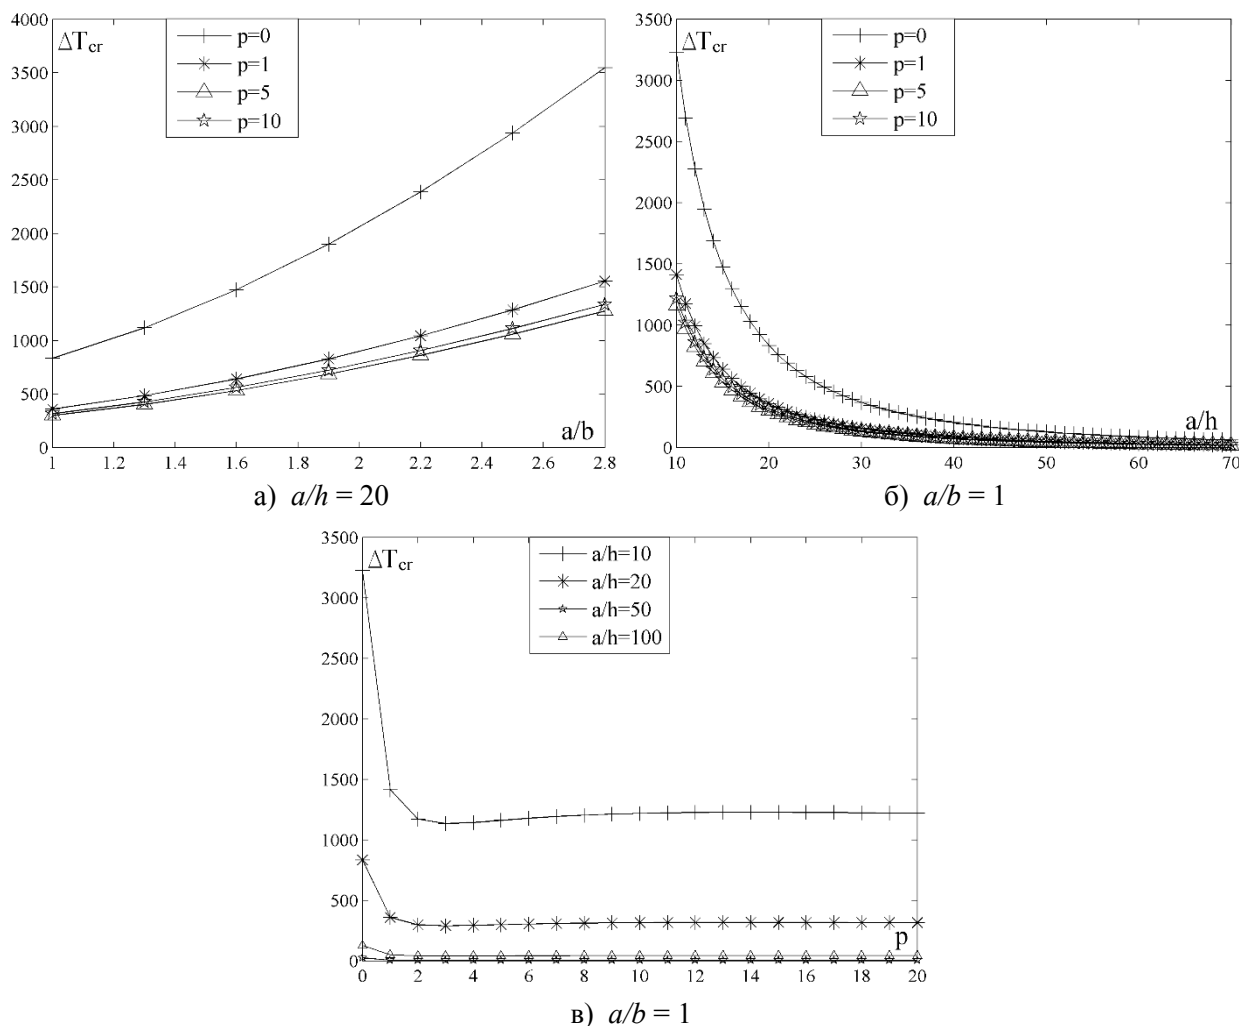 4000
3500
3000
2500
2000
1500
1000
500
0
ΔT_cr
p=0
p=1
p=5
p=10
a/b
1 1.2 1.4 1.6 1.8 2 2.2 2.4 2.6 2.8
а) a/h = 20
3500
3000
2500
2000
1500
1000
500
0
ΔT_cr
p=0
p=1
p=5
p=10
a/h
10 20 30 40 50 60 70
б) a/b = 1
3500
3000
2500
2000
1500
1000
500
0
ΔT_cr
a/h=10
a/h=20
a/h=50
a/h=100
p
0 2 4 6 8 10 12 14 16 18 20
в) a/b = 1